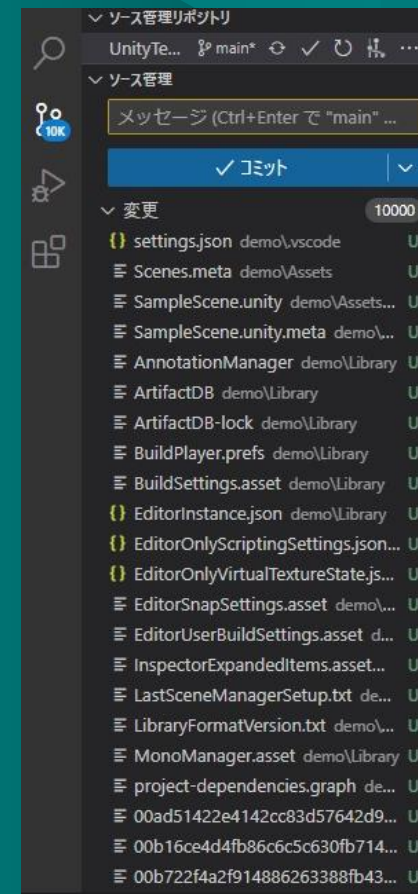 ソース管理リポジトリ
UnityTe... main*
ソース管理
10K
メッセージ (Ctrl+Enter で "main" ...
コミット
変更 10000
{} settings.json demo\.vscode U
Scenes.meta demo\Assets U
SampleScene.unity demo\Assets... U
SampleScene.unity.meta demo\... U
AnnotationManager demo\Library U
ArtifactDB demo\Library U
ArtifactDB-lock demo\Library U
BuildPlayer.prefs demo\Library U
BuildSettings.asset demo\Library U
{} EditorInstance.json demo\Library U
{} EditorOnlyScriptingSettings.json... U
{} EditorOnlyVirtualTextureState.js... U
EditorSnapSettings.asset demo\... U
EditorUserBuildSettings.asset d... U
InspectorExpandedItems.asset... U
LastSceneManagerSetup.txt de... U
LibraryFormatVersion.txt demo\... U
MonoManager.asset demo\Library U
project-dependencies.graph de... U
00ad51422e4142cc83d57642d9... U
00b16ce4d4fb86c6c5c630fb714... U
00b722f4a2f914886263388fb43... U